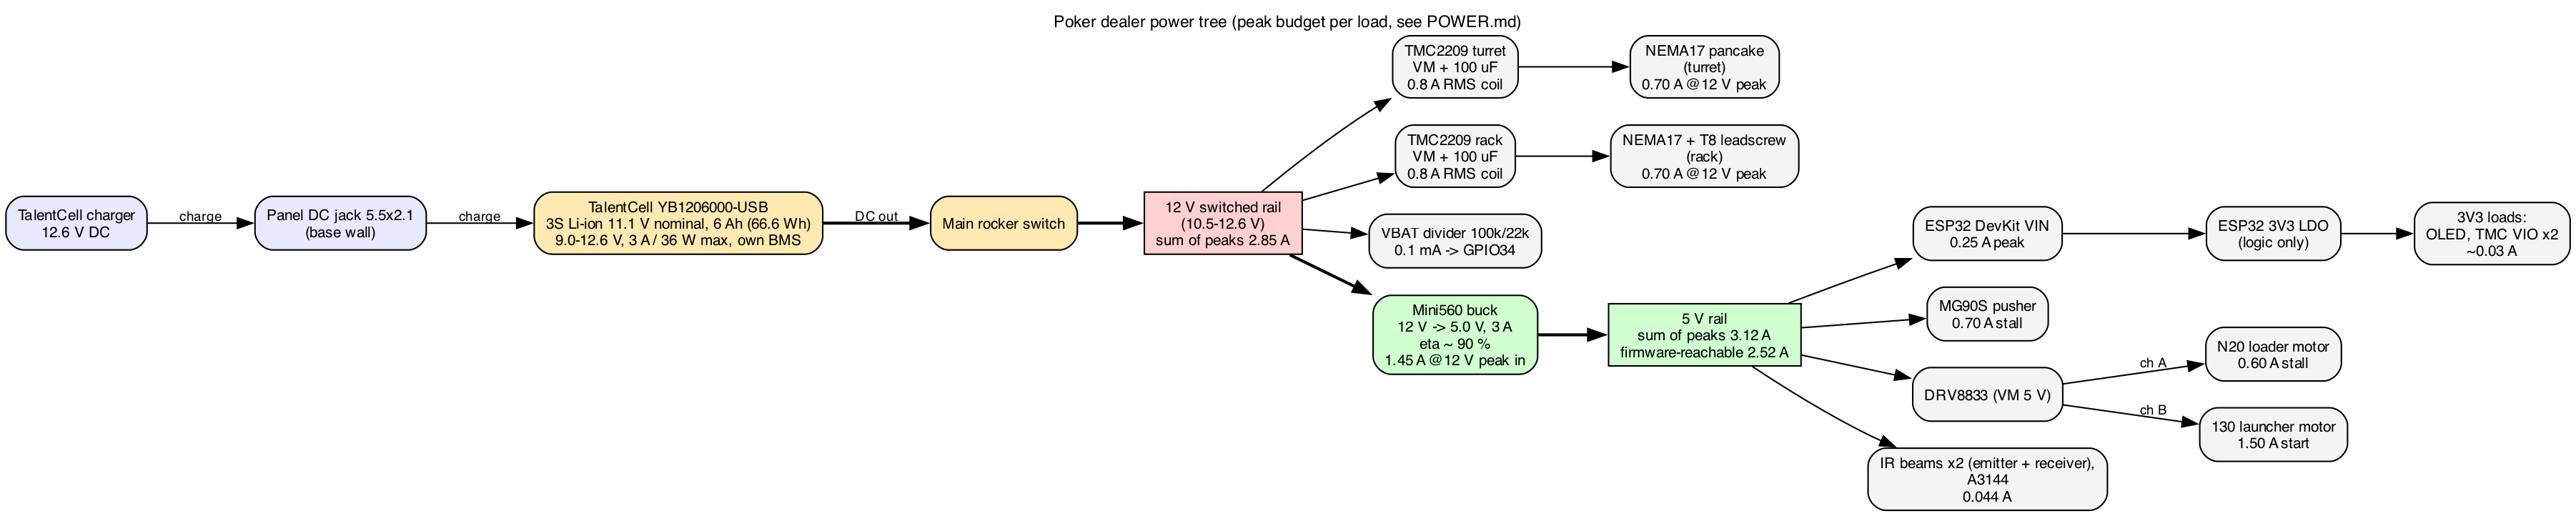 Poker dealer power tree (peak budget per load, see POWER.md)
TalentCell charger
12.6 V DC
charge
Panel DC jack 5.5x2.1
(base wall)
charge
TalentCell YB1206000-USB
3S Li-ion 11.1 V nominal, 6 Ah (66.6 Wh)
9.0-12.6 V, 3 A / 36 W max, own BMS
DC out
Main rocker switch
12 V switched rail
(10.5-12.6 V)
sum of peaks 2.85 A
TMC2209 turret
VM + 100 uF
0.8 A RMS coil
NEMA17 pancake
(turret)
0.70 A @12 V peak
TMC2209 rack
VM + 100 uF
0.8 A RMS coil
NEMA17 + T8 leadscrew
(rack)
0.70 A @12 V peak
VBAT divider 100k/22k
0.1 mA -> GPIO34
Mini560 buck
12 V -> 5.0 V, 3 A
eta ~ 90 %
1.45 A @12 V peak in
5 V rail
sum of peaks 3.12 A
firmware-reachable 2.52 A
ESP32 DevKit VIN
0.25 A peak
ESP32 3V3 LDO
(logic only)
3V3 loads:
OLED, TMC VIO x2
~0.03 A
MG90S pusher
0.70 A stall
DRV8833 (VM 5 V)
ch A
N20 loader motor
0.60 A stall
ch B
130 launcher motor
1.50 A start
IR beams x2 (emitter + receiver),
A3144
0.044 A